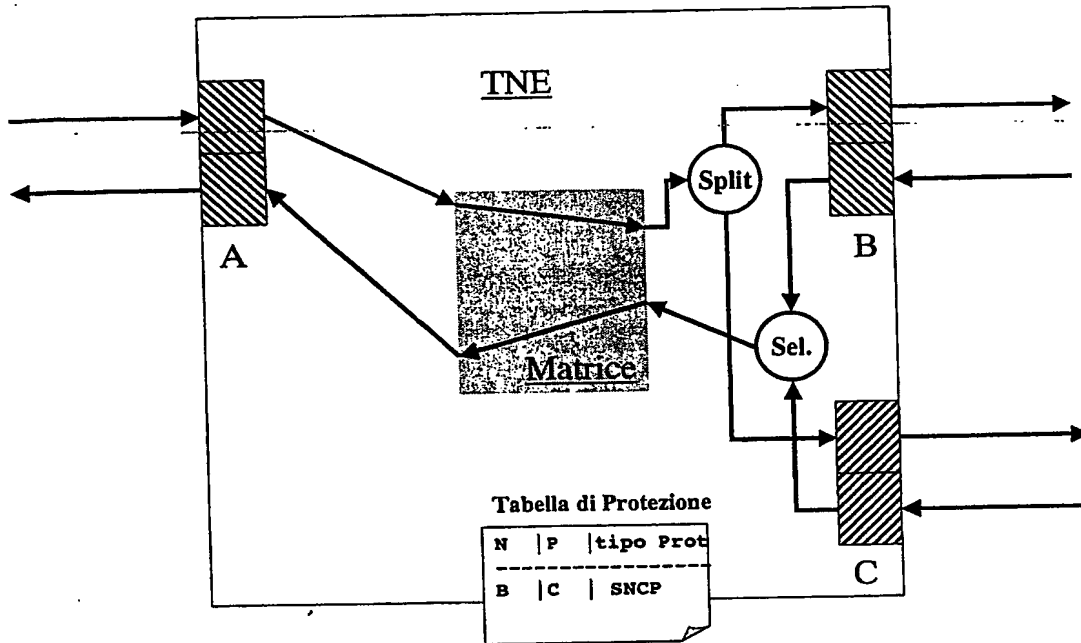 TNE
Split
A
B
Sel.
Matrice
Tabella di Protezione
N |P |tipo Prot
B |C | SNCP
C